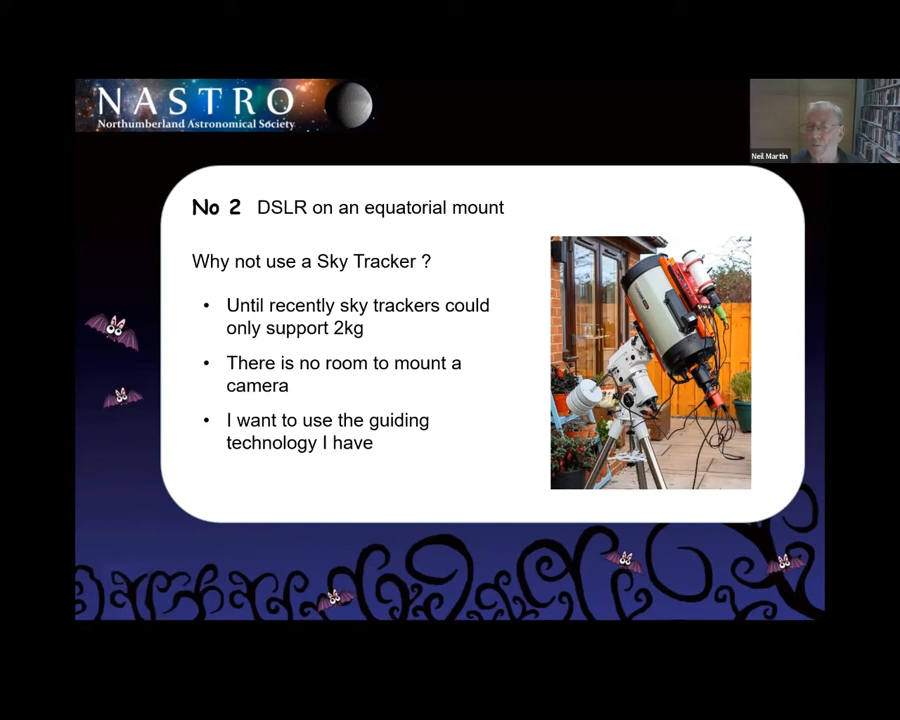 NASTRO
Northumberland Astronomical Society
Neil Martin
No 2 DSLR on an equatorial mount
Why not use a Sky Tracker ?
• Until recently sky trackers could
only support 2kg
• There is no room to mount a
camera
• I want to use the guiding
technology I have